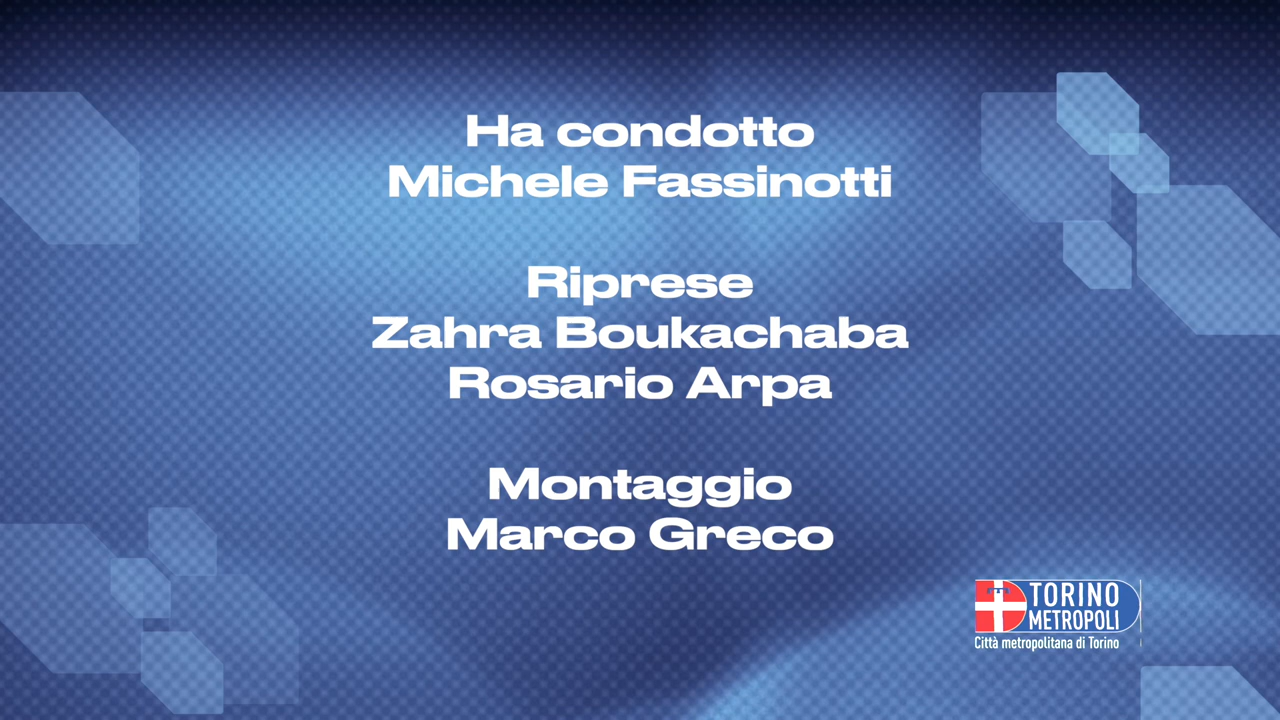 Ha condotto
Michele Fassinotti
Riprese
Zahra Boukachaba
Rosario Arpa
Montaggio
Marco Greco
TORINO
METROPOLI
Città metropolitana di Torino